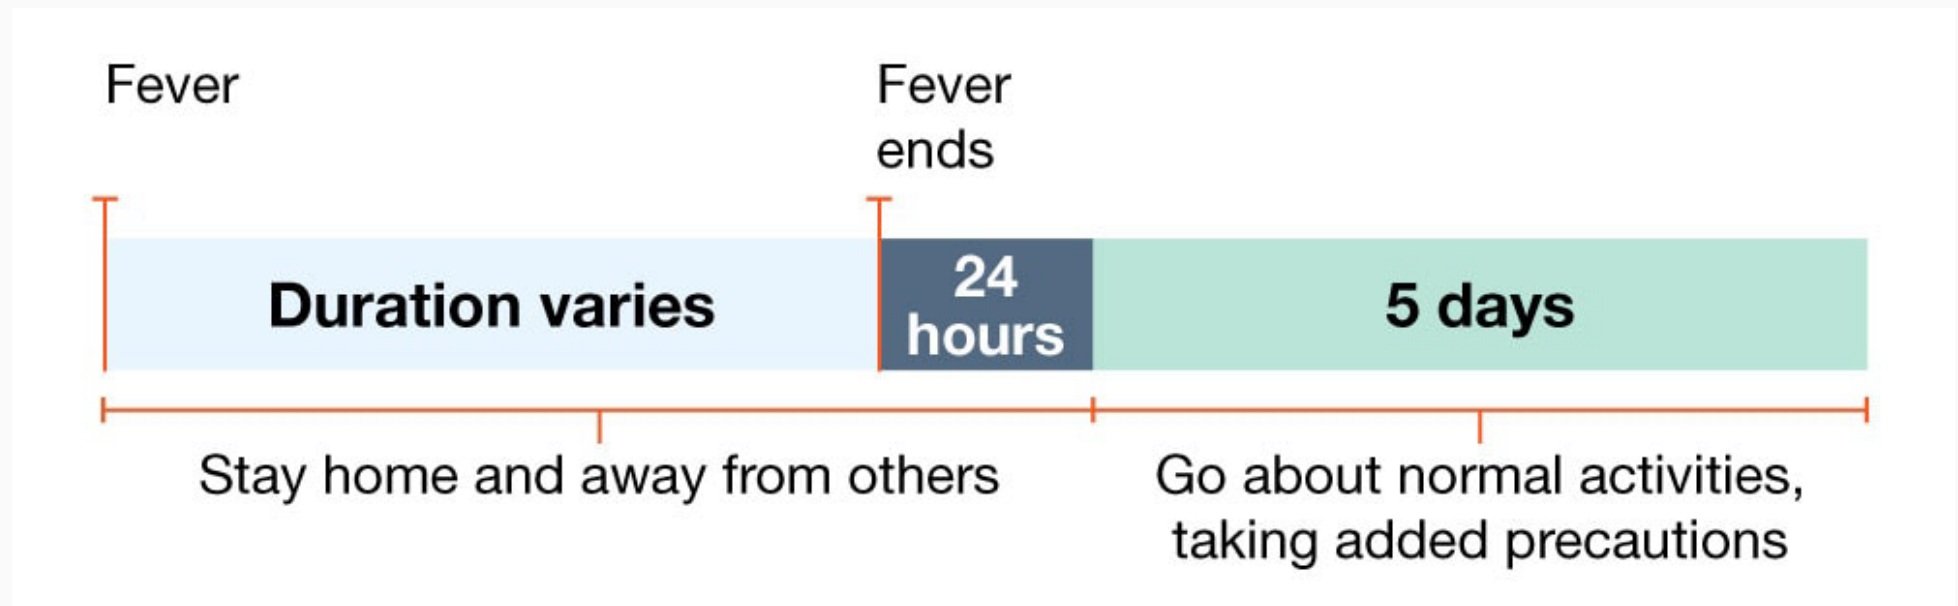 Fever
Fever
ends
Duration varies
24
hours
5 days
Stay home and away from others
Go about normal activities,
taking added precautions